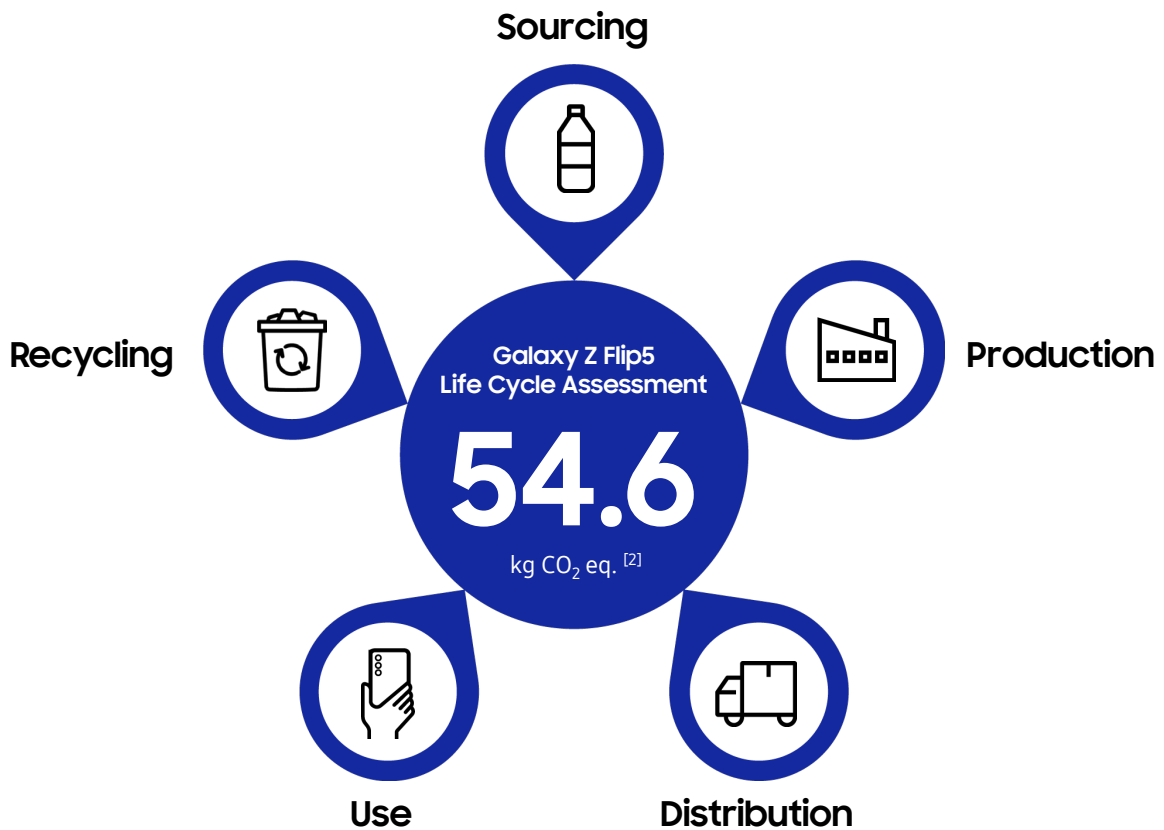 Sourcing
Recycling
Production
Galaxy Z Flip5
Life Cycle Assessment
54.6
kg CO₂ eq. [2]
Use
Distribution